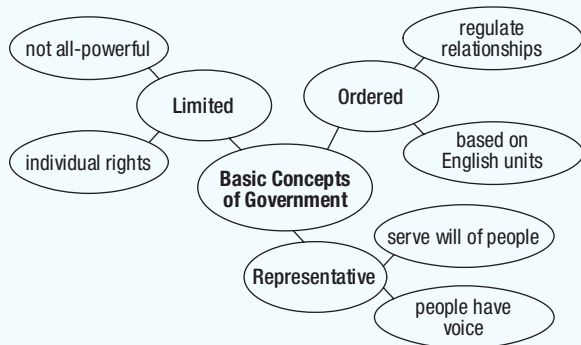 not all-powerful
Limited
individual rights
regulate
relationships
Ordered
based on
English units
Basic Concepts
of Government
serve will of people
Representative
people have
voice